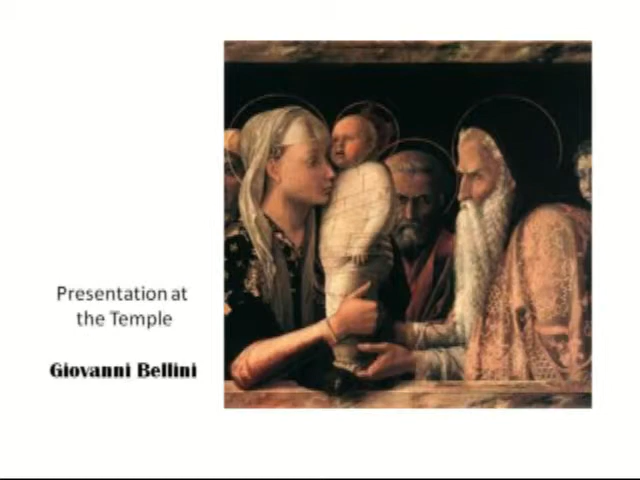 Presentation at
the Temple
Giovanni Bellini